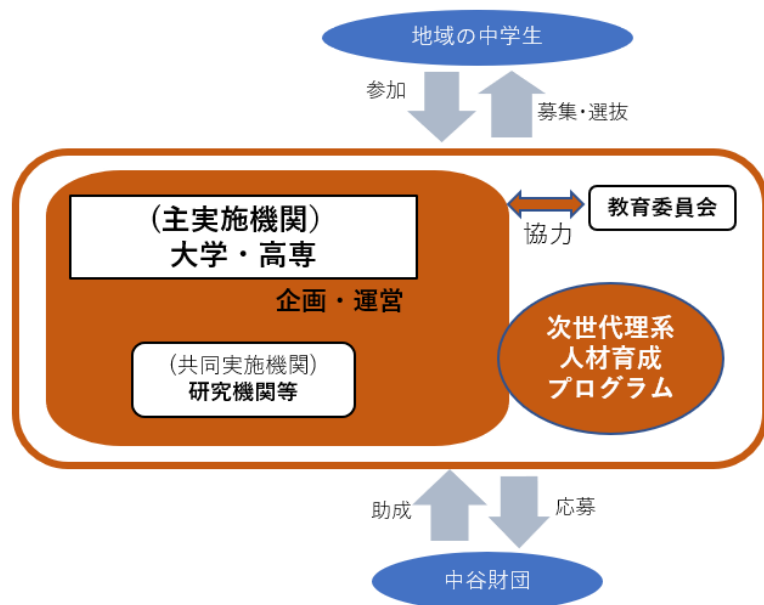 地域の中学生
参加
募集・選抜
(主実施機関)
大学・高専
教育委員会
協力
企画・運営
次世代理系
人材育成
プログラム
(共同実施機関)
研究機関等
助成
応募
中谷財団